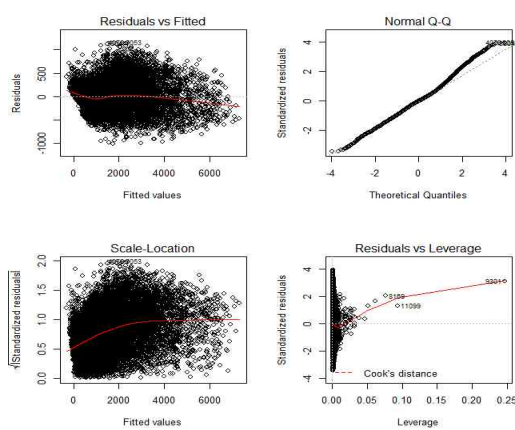 Residuals vs Fitted
Residuals
-1000
0
500
0
2000
4000
6000
Fitted values
Normal Q-Q
Standardized residuals
-2
0
2
4
-4
-2
0
2
4
Theoretical Quantiles
Scale-Location
√|Standardized residuals|
0.0
0.5
1.0
1.5
2.0
0
2000
4000
6000
Fitted values
Residuals vs Leverage
Standardized residuals
-4
-2
0
2
4
9301
11099
Cook's distance
0.00
0.05
0.10
0.15
0.20
0.25
Leverage